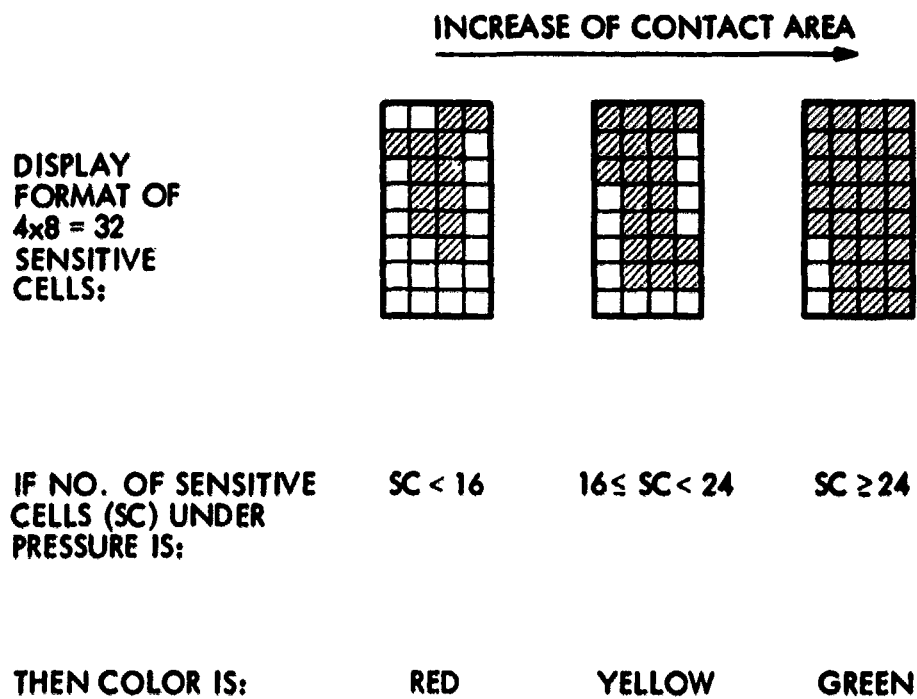 INCREASE OF CONTACT AREA
DISPLAY
FORMAT OF
4x8 = 32
SENSITIVE
CELLS:
IF NO. OF SENSITIVE
CELLS (SC) UNDER
PRESSURE IS:
SC < 16
16≤ SC< 24
SC ≥ 24
THEN COLOR IS:
RED
YELLOW
GREEN